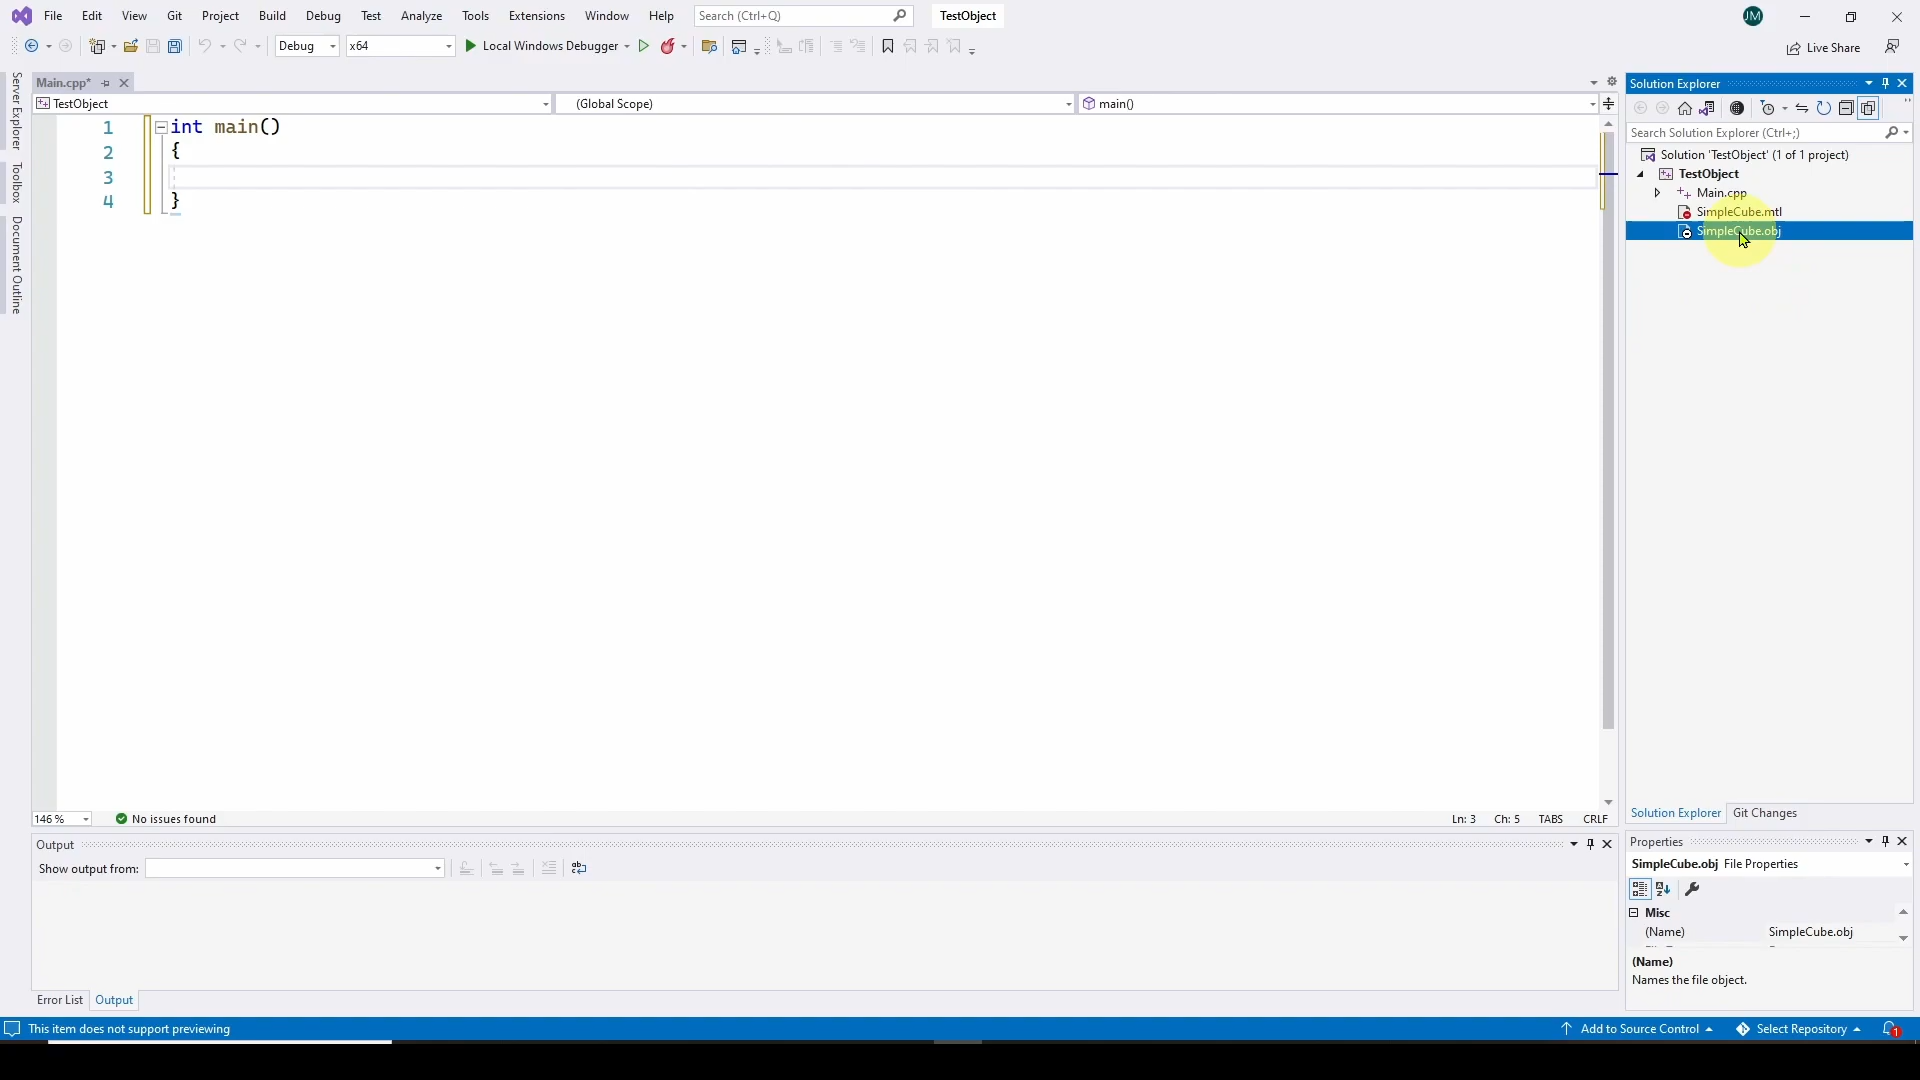 File Edit View Git Project Build Debug Test Analyze Tools Extensions Window Help Search (Ctrl+Q) TestObject JM
Debug x64 Local Windows Debugger Live Share
Server Explorer
Toolbox
Document Outline
Main.cpp*
TestObject (Global Scope) main()
1 int main()
2 {
3
4 }
146 % No issues found Ln: 3 Ch: 5 TABS CRLF
Output
Show output from:
Error List Output
Solution Explorer
Search Solution Explorer (Ctrl+;)
Solution 'TestObject' (1 of 1 project)
TestObject
Main.cpp
SimpleCube.mtl
SimpleCube.obj
Solution Explorer Git Changes
Properties
SimpleCube.obj File Properties
Misc
(Name) SimpleCube.obj
(Name)
Names the file object.
This item does not support previewing Add to Source Control Select Repository 1